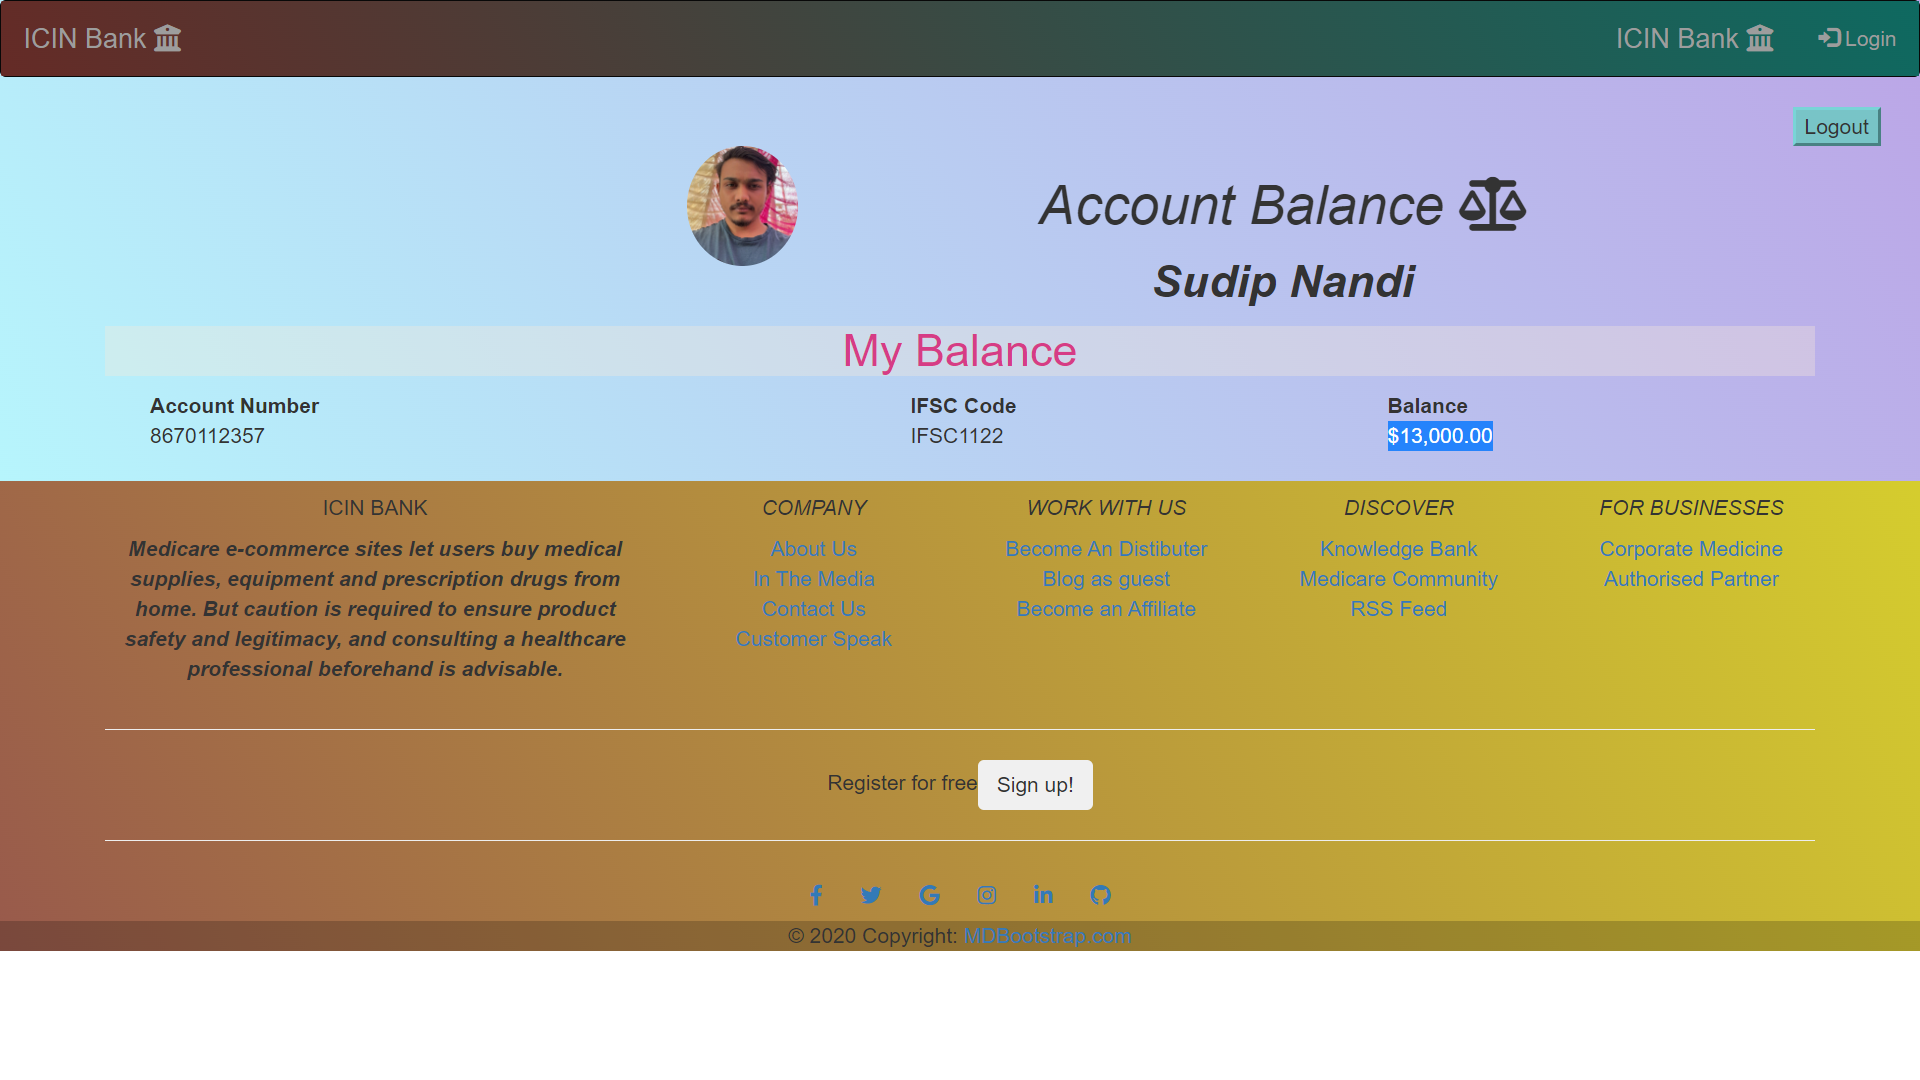 ICIN Bank
ICIN Bank
Login
Logout
Account Balance
Sudip Nandi
My Balance
Account Number
IFSC Code
Balance
8670112357
IFSC1122
$13,000.00
ICIN BANK
Medicare e-commerce sites let users buy medical
supplies, equipment and prescription drugs from
home. But caution is required to ensure product
safety and legitimacy, and consulting a healthcare
professional beforehand is advisable.
COMPANY
About Us
In The Media
Contact Us
Customer Speak
WORK WITH US
Become An Distibuter
Blog as guest
Become an Affiliate
DISCOVER
Knowledge Bank
Medicare Community
RSS Feed
FOR BUSINESSES
Corporate Medicine
Authorised Partner
Register for free
Sign up!
© 2020 Copyright: MDBootstrap.com